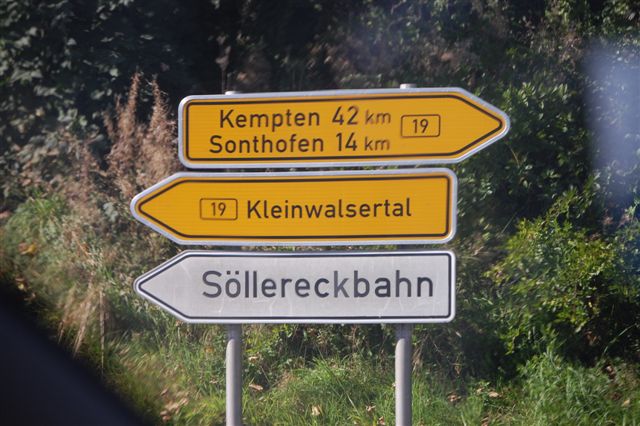 Kempten 42 km
Sonthofen 14 km 19
19 Kleinwalsertal
Söllereckbahn